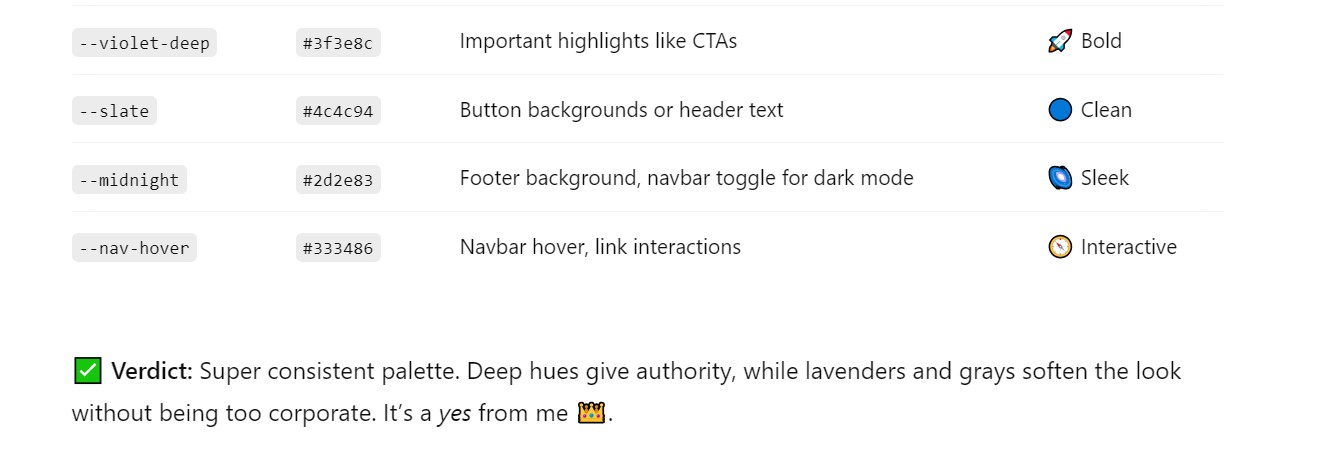 --violet-deep #3f3e8c Important highlights like CTAs 🚀 Bold
--slate #4c4c94 Button backgrounds or header text 🔵 Clean
--midnight #2d2e83 Footer background, navbar toggle for dark mode 🌌 Sleek
--nav-hover #333486 Navbar hover, link interactions 🧭 Interactive
✅ Verdict: Super consistent palette. Deep hues give authority, while lavenders and grays soften the look
without being too corporate. It’s a yes from me 👑.